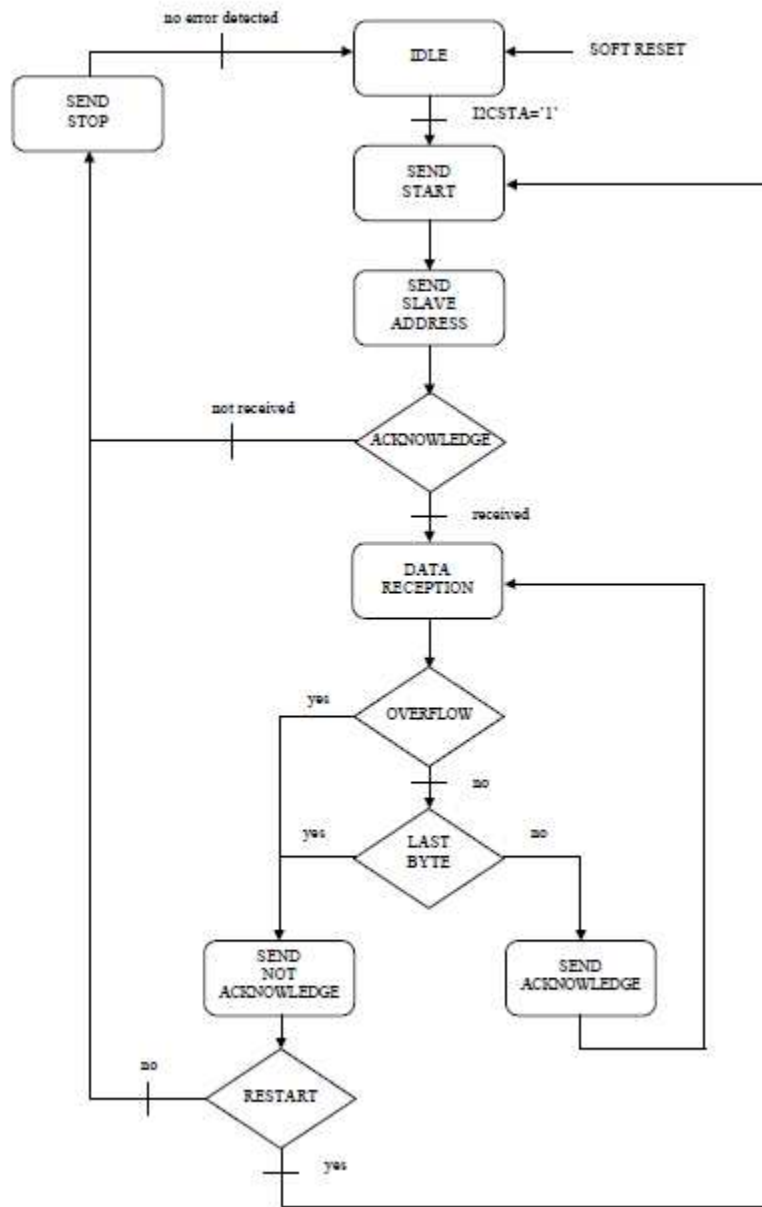 no error detected
IDLE
SOFT RESET
SEND
STOP
I2CSTA='1'
SEND
START
SEND
SLAVE
ADDRESS
not received
ACKNOWLEDGE
received
DATA
RECEPTION
yes
OVERFLOW
no
yes
LAST
BYTE
no
SEND
NOT
ACKNOWLEDGE
SEND
ACKNOWLEDGE
no
RESTART
yes